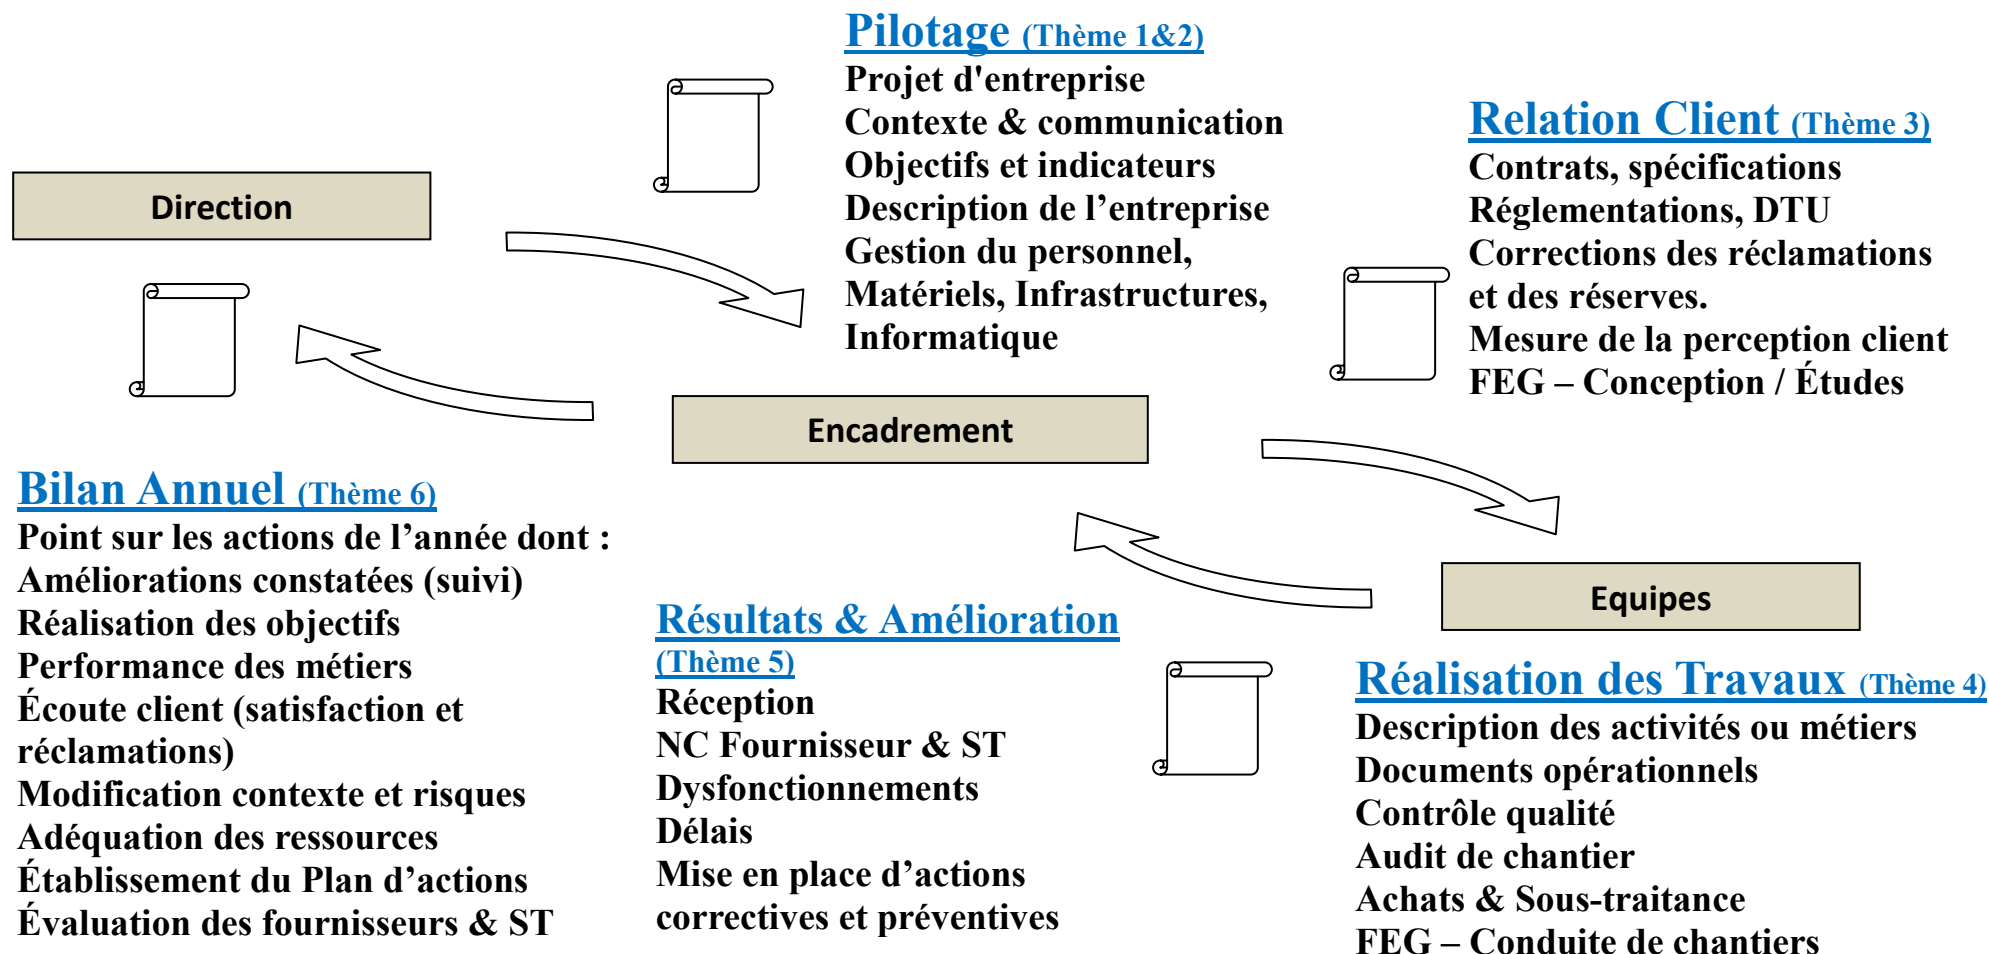 Pilotage (Thème 1&2)
Projet d'entreprise
Contexte & communication
Objectifs et indicateurs
Description de l’entreprise
Gestion du personnel,
Matériels, Infrastructures,
Informatique
Relation Client (Thème 3)
Contrats, spécifications
Réglementations, DTU
Corrections des réclamations
et des réserves.
Mesure de la perception client
FEG – Conception / Études
Direction
Encadrement
Equipes
Bilan Annuel (Thème 6)
Point sur les actions de l’année dont :
Améliorations constatées (suivi)
Réalisation des objectifs
Performance des métiers
Écoute client (satisfaction et
réclamations)
Modification contexte et risques
Adéquation des ressources
Établissement du Plan d’actions
Évaluation des fournisseurs & ST
Résultats & Amélioration
(Thème 5)
Réception
NC Fournisseur & ST
Dysfonctionnements
Délais
Mise en place d’actions
correctives et préventives
Réalisation des Travaux (Thème 4)
Description des activités ou métiers
Documents opérationnels
Contrôle qualité
Audit de chantier
Achats & Sous-traitance
FEG – Conduite de chantiers